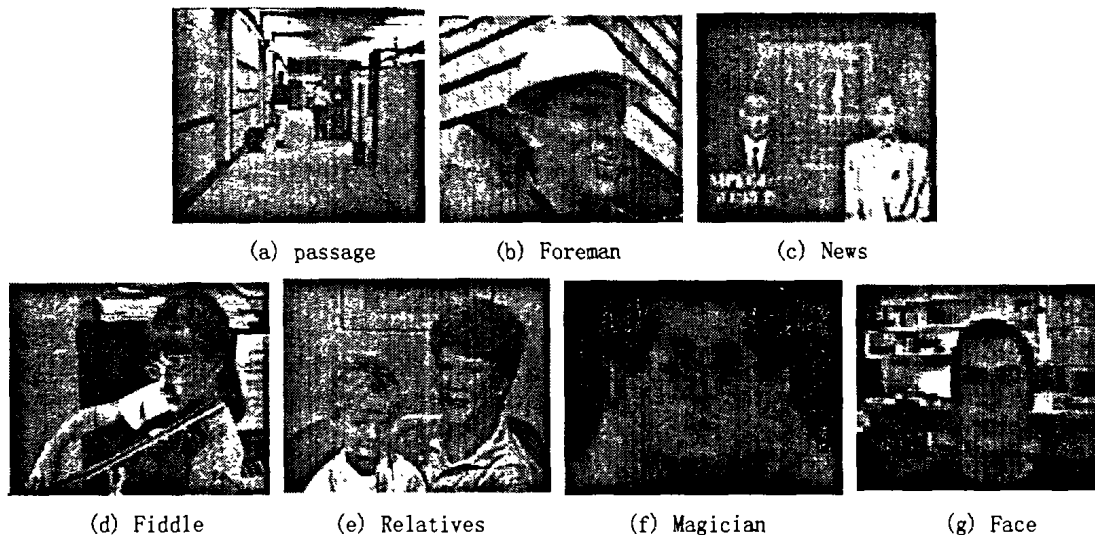 (a) passage
(b) Foreman
(c) News
(d) Fiddle
(e) Relatives
(f) Magician
(g) Face